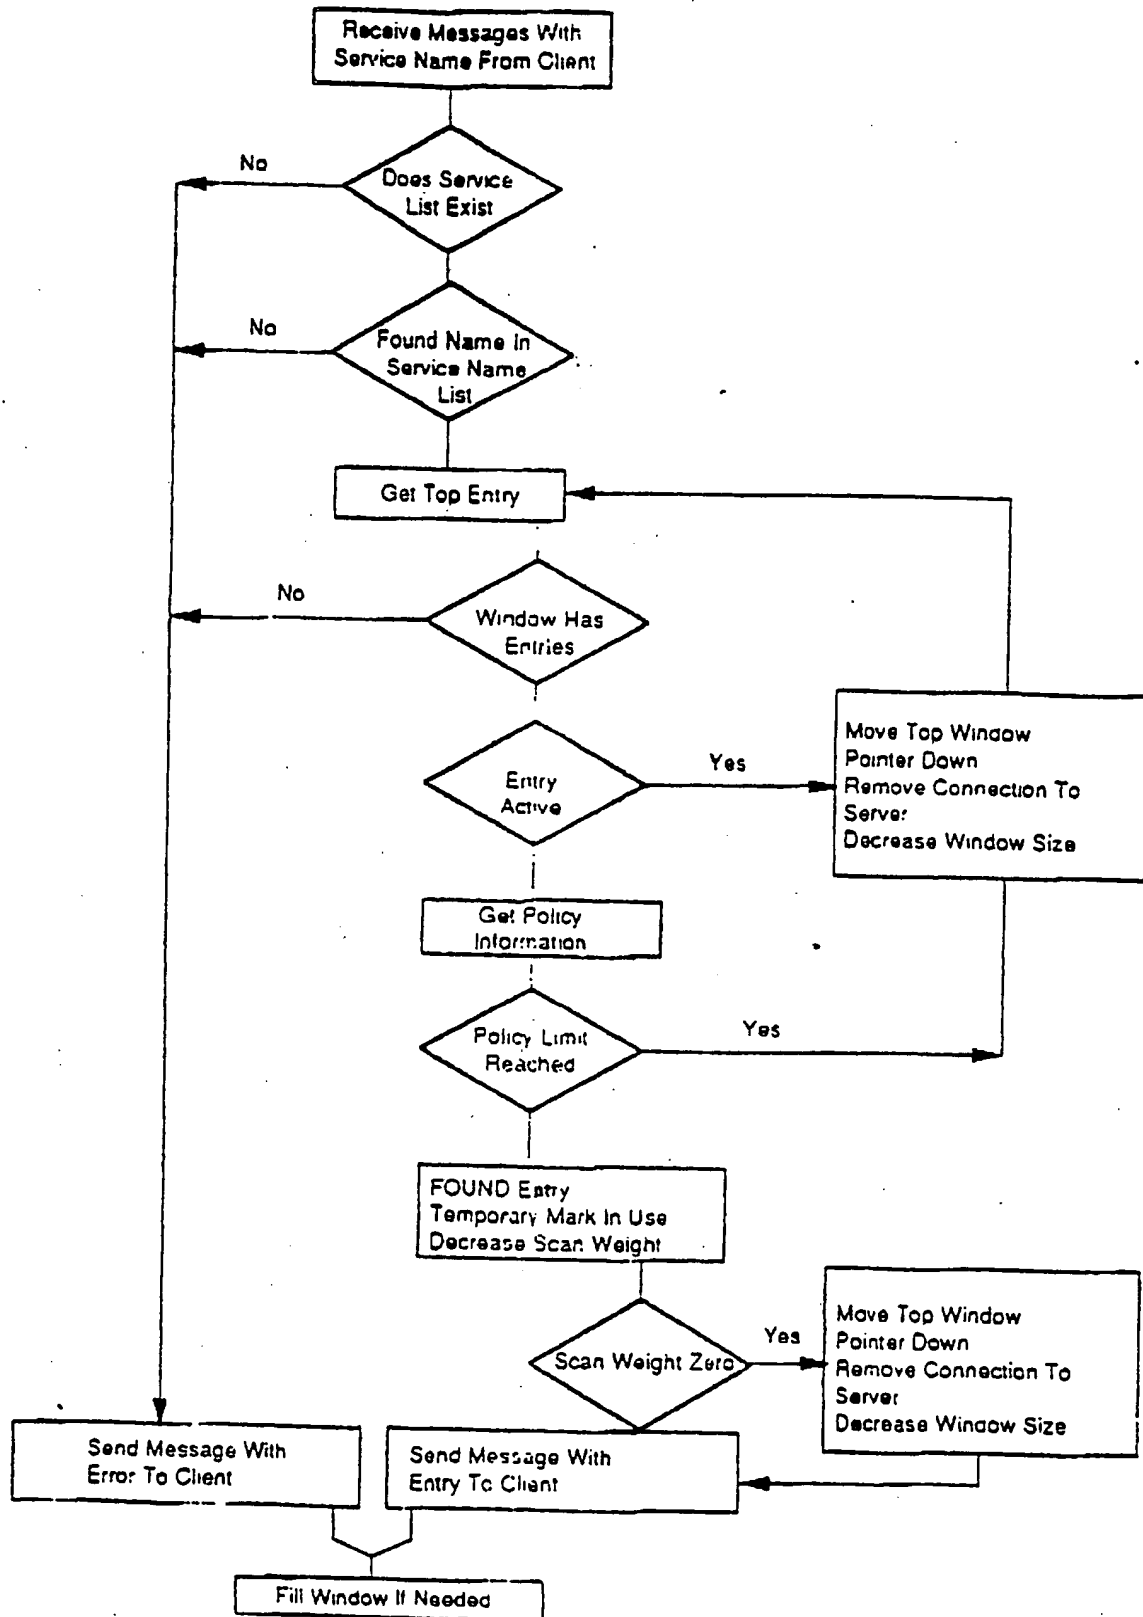 Receive Messages With
Service Name From Client
No
Does Service
List Exist
No
Found Name In
Service Name
List
Get Top Entry
No
Window Has
Entries
Move Top Window
Pointer Down
Remove Connection To
Server
Decrease Window Size
Yes
Entry
Active
Get Policy
Information
Policy Limit
Reached
Yes
FOUND Entry
Temporary Mark In Use
Decrease Scan Weight
Scan Weight Zero
Yes
Move Top Window
Pointer Down
Remove Connection To
Server
Decrease Window Size
Send Message With
Error To Client
Send Message With
Entry To Client
Fill Window If Needed